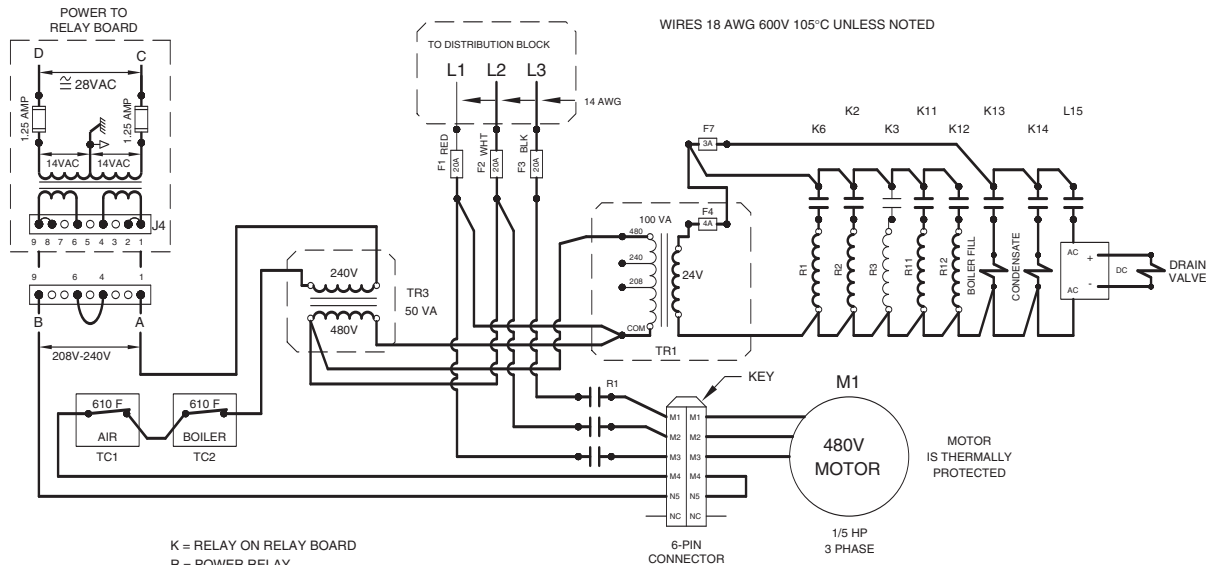 POWER TO
RELAY BOARD
D
C
≅ 28VAC
1.25 AMP
1.25 AMP
14VAC
14VAC
J4
9 8 7 6 5 4 3 2 1
9 6 4 1
B
A
208V-240V
610 F
AIR
TC1
610 F
BOILER
TC2
240V
480V
TR3
50 VA
TO DISTRIBUTION BLOCK
L1 L2 L3
14 AWG
F1 RED
20A
F2 WHT
20A
F3 BLK
20A
WIRES 18 AWG 600V 105°C UNLESS NOTED
100 VA
480
240
208
COM
24V
F4
4A
TR1
F7
3A
K6
K2
K3
K11
K12
K13
K14
L15
R1
R2
R3
R11
R12
BOILER FILL
CONDENSATE
AC
+
DC
-
AC
DRAIN
VALVE
R1
KEY
M1 M1
M2 M2
M3 M3
M4 M4
N5 N5
NC NC
6-PIN
CONNECTOR
M1
480V
MOTOR
MOTOR
IS THERMALLY
PROTECTED
1/5 HP
3 PHASE
K = RELAY ON RELAY BOARD